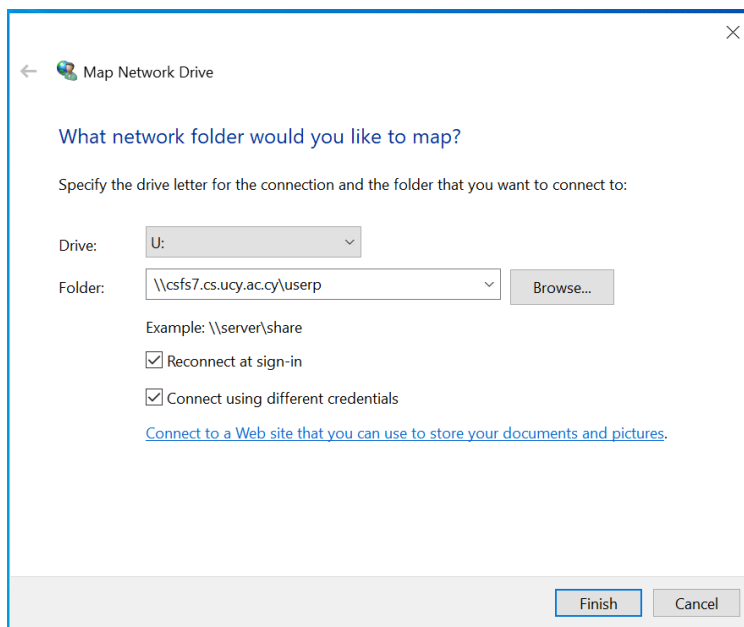 Map Network Drive
What network folder would you like to map?
Specify the drive letter for the connection and the folder that you want to connect to:
Drive: U:
Folder: \\csfs7.cs.ucy.ac.cy\userp Browse...
Example: \\server\share
Reconnect at sign-in
Connect using different credentials
Connect to a Web site that you can use to store your documents and pictures.
Finish Cancel